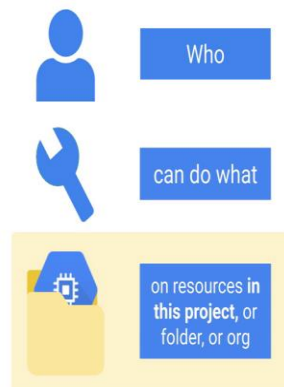 Who
can do what
on resources in
this project, or
folder, or org